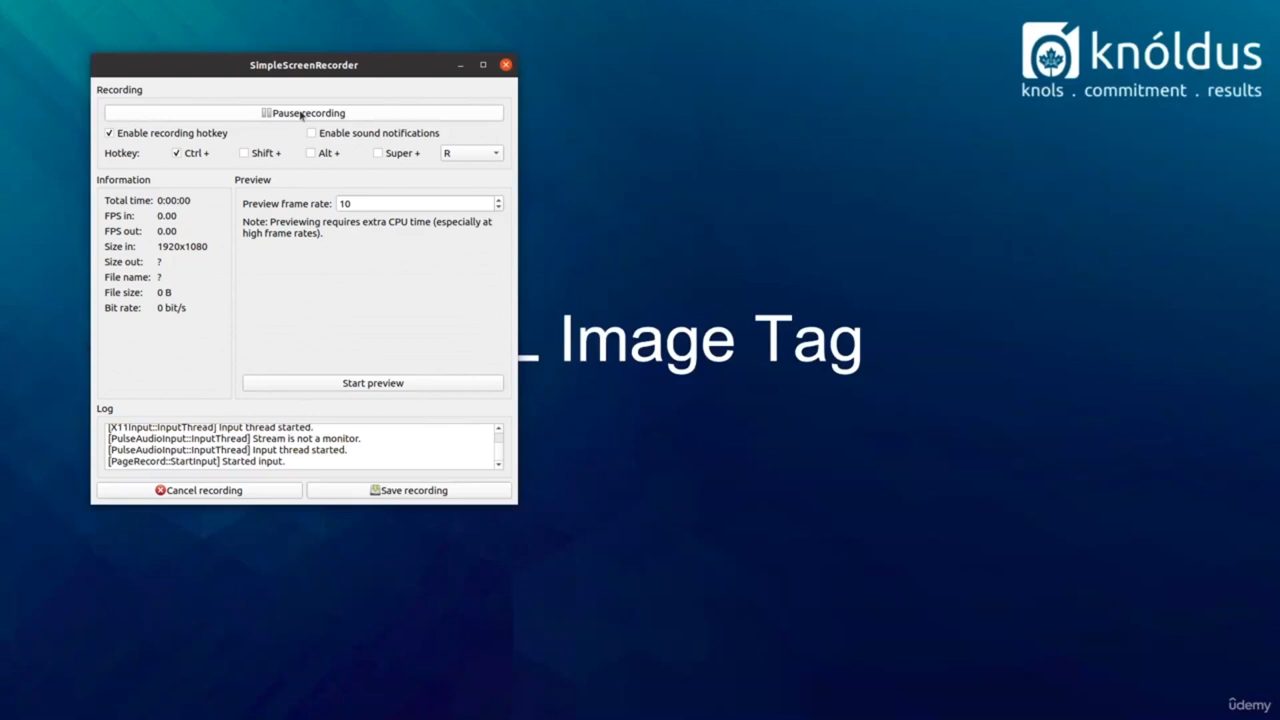 knóldus
knols . commitment . results
SimpleScreenRecorder
Recording
Pause recording
Enable recording hotkey
Enable sound notifications
Hotkey: Ctrl + Shift + Alt + Super + R
Information
Total time: 0:00:00
FPS in: 0.00
FPS out: 0.00
Size in: 1920x1080
Size out: ?
File name: ?
File size: 0 B
Bit rate: 0 bit/s
Preview
Preview frame rate: 10
Note: Previewing requires extra CPU time (especially at
high frame rates).
Start preview
Image Tag
Log
[X11Input::InputThread] Input thread started.
[PulseAudioInput::InputThread] Stream is not a monitor.
[PulseAudioInput::InputThread] Input thread started.
[PageRecord::StartInput] Started input.
Cancel recording
Save recording
ûdemy